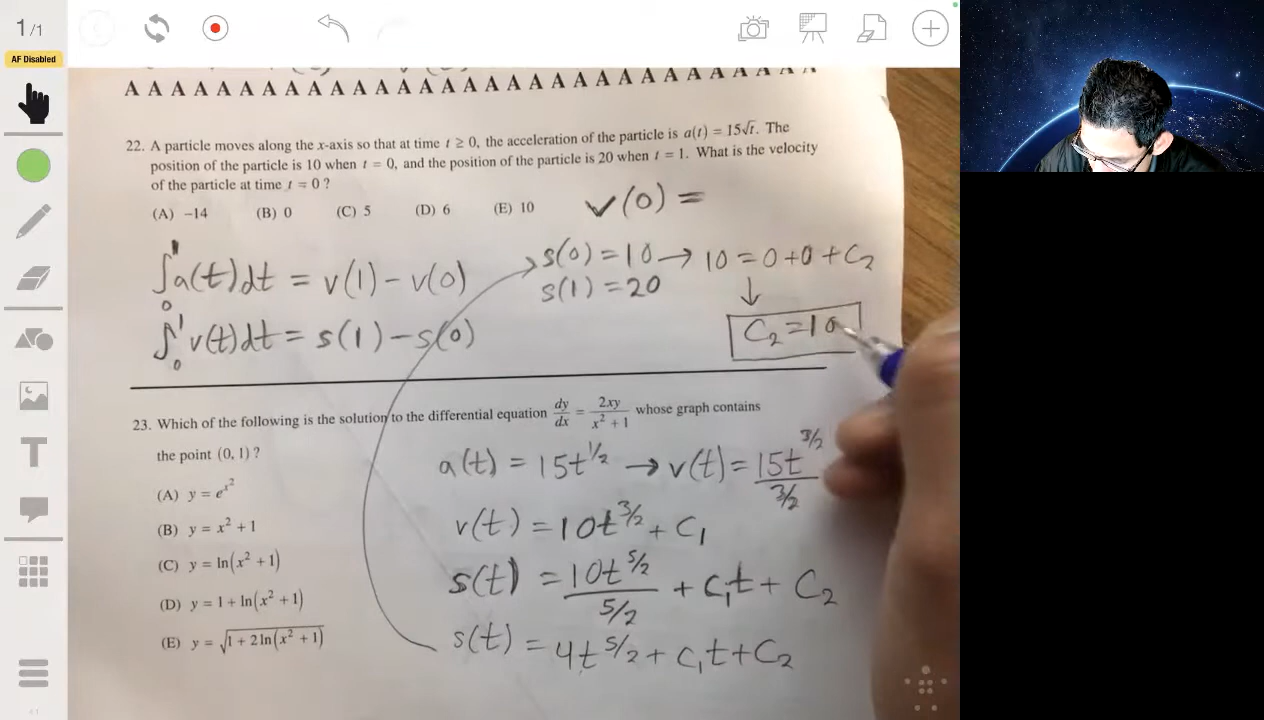 1/1
AF Disabled
A A A A A A A A A A A A A A A A A A A A A A A A A A A A A A
22. A particle moves along the x-axis so that at time t ≥ 0, the acceleration of the particle is a(t) = 15√t. The
position of the particle is 10 when t = 0, and the position of the particle is 20 when t = 1. What is the velocity
of the particle at time t = 0 ?
(A) −14 (B) 0 (C) 5 (D) 6 (E) 10
v(0) =
∫₀¹ a(t)dt = v(1) − v(0)
s(0) = 10 → 10 = 0+0+C₂
s(1) = 20
↓
C₂ = 10
∫₀¹ v(t)dt = s(1) − s(0)
23. Which of the following is the solution to the differential equation dy/dx = 2xy/(x² + 1) whose graph contains
the point (0, 1) ?
(A) y = e^(x²)
(B) y = x² + 1
(C) y = ln(x² + 1)
(D) y = 1 + ln(x² + 1)
(E) y = √(1 + 2 ln(x² + 1))
a(t) = 15t^(1/2) → v(t) = 15t^(3/2)/(3/2)
v(t) = 10t^(3/2) + C₁
s(t) = 10t^(5/2)/(5/2) + C₁t + C₂
s(t) = 4t^(5/2) + C₁t + C₂
T